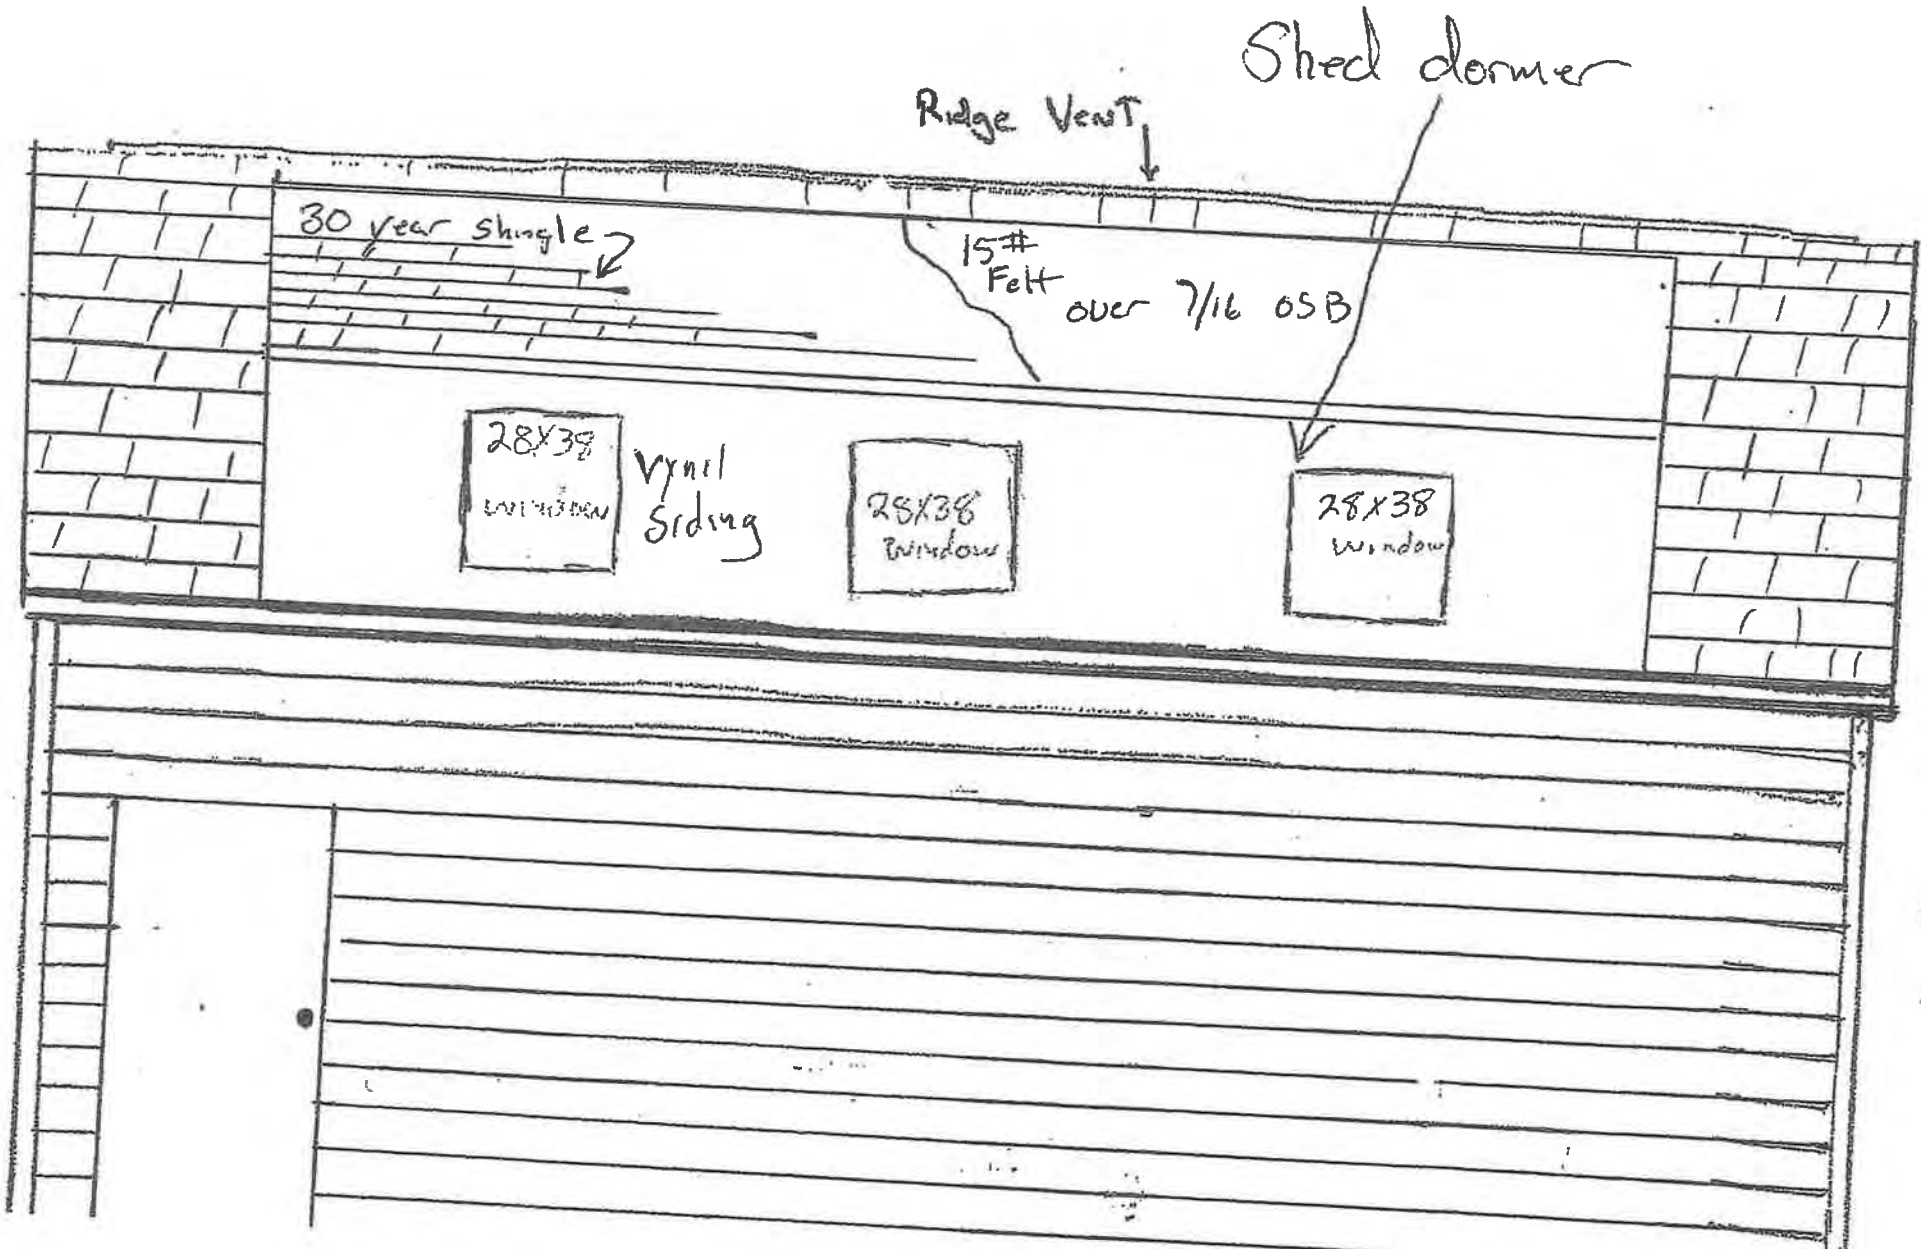 Shed dormer
Ridge Vent
30 year shingle
15#
Felt
over 7/16 OSB
28X38
window
Vynil
Siding
28X38
window
28X38
window